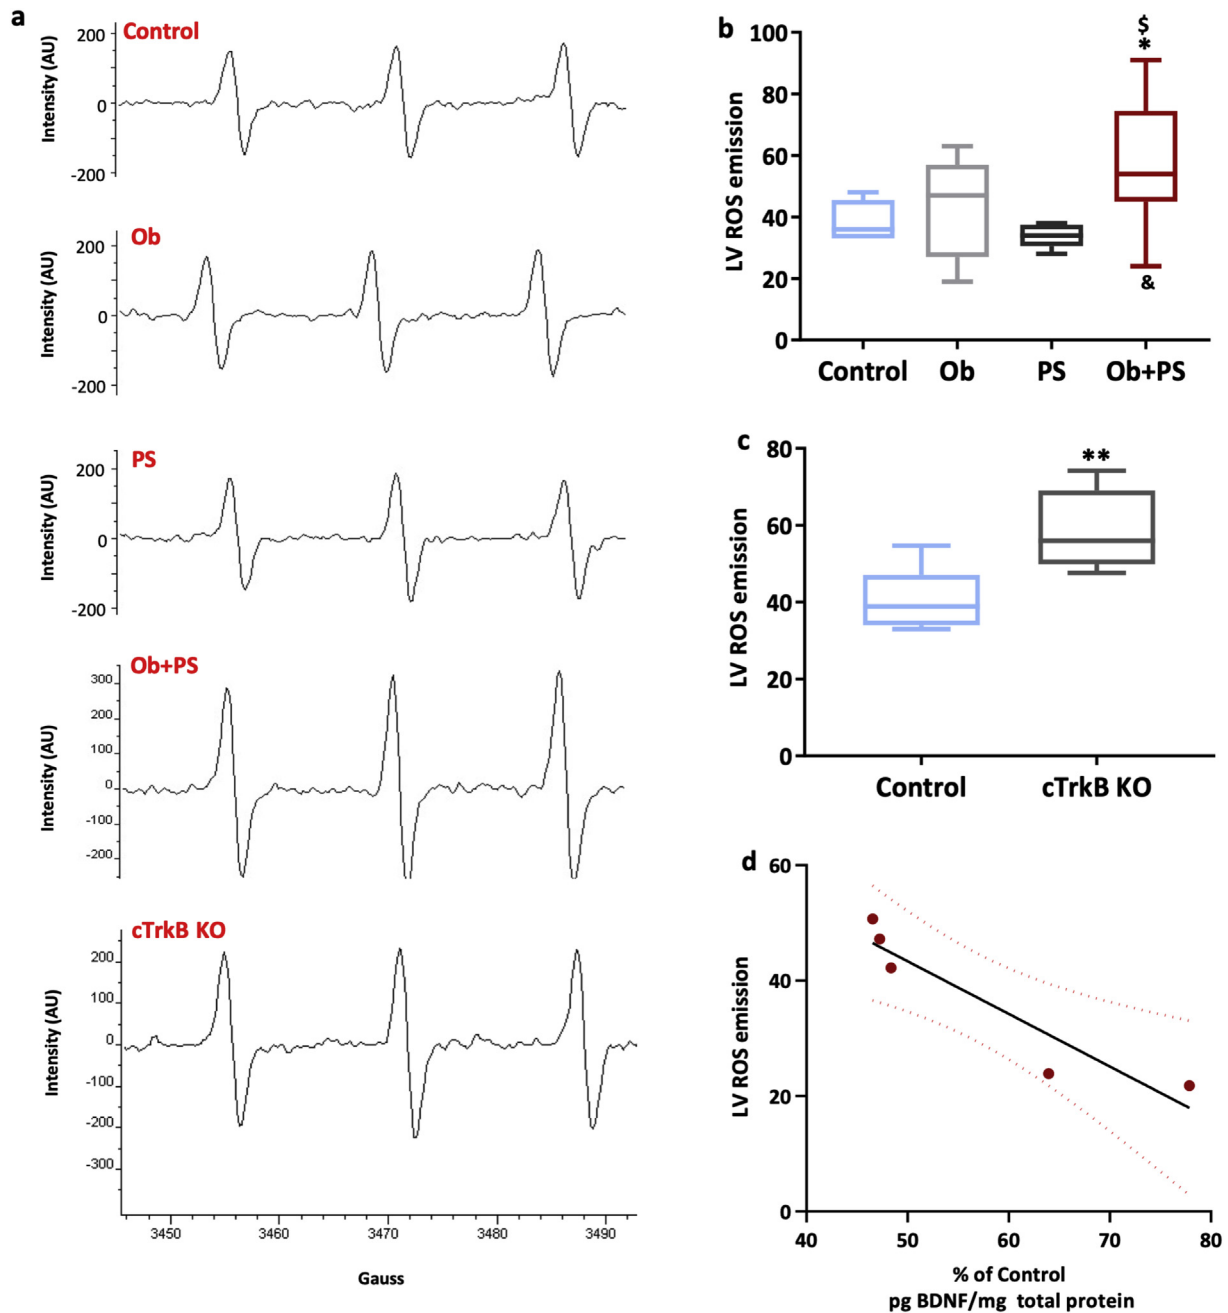 a
Control
Intensity (AU)
200
0
-200
Ob
Intensity (AU)
200
0
-200
PS
Intensity (AU)
200
0
-200
Ob+PS
Intensity (AU)
300
200
100
0
-100
-200
cTrkB KO
Intensity (AU)
200
100
0
-100
-200
-300
3450 3460 3470 3480 3490
Gauss
b
LV ROS emission
100
80
60
40
20
0
$
*
&
Control Ob PS Ob+PS
c
LV ROS emission
80
60
40
20
0
**
Control cTrkB KO
d
LV ROS emission
60
40
20
0
40 50 60 70 80
% of Control
pg BDNF/mg total protein